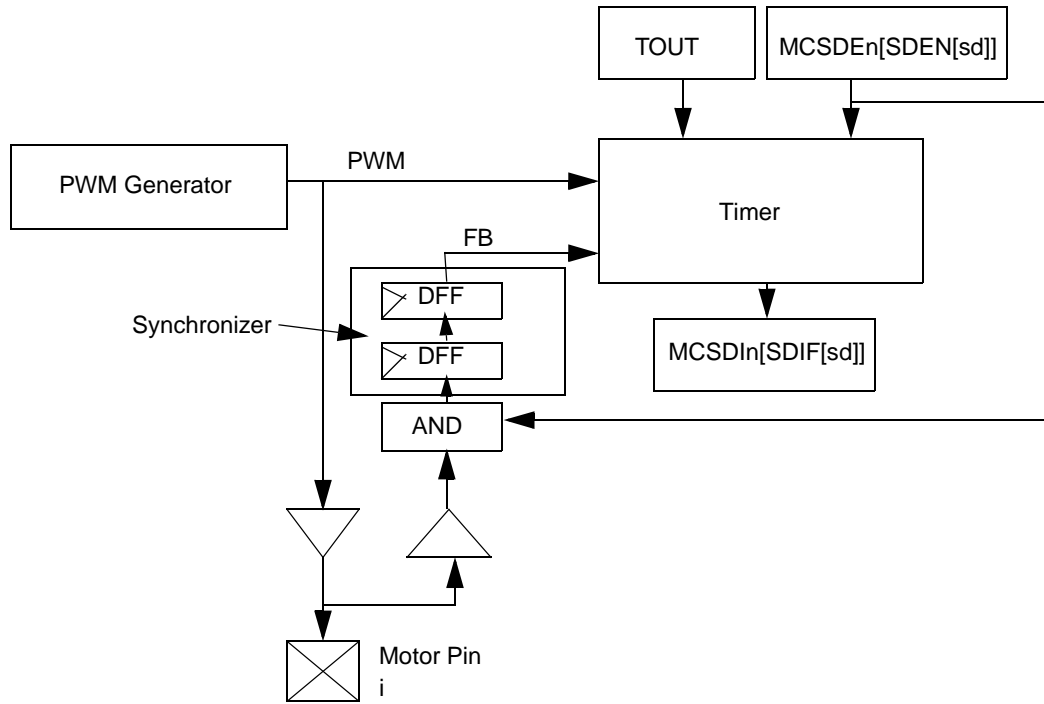 TOUT
MCSDEn[SDEN[sd]]
PWM
PWM Generator
Timer
FB
DFF
Synchronizer
DFF
MCSDIn[SDIF[sd]]
AND
Motor Pin
i